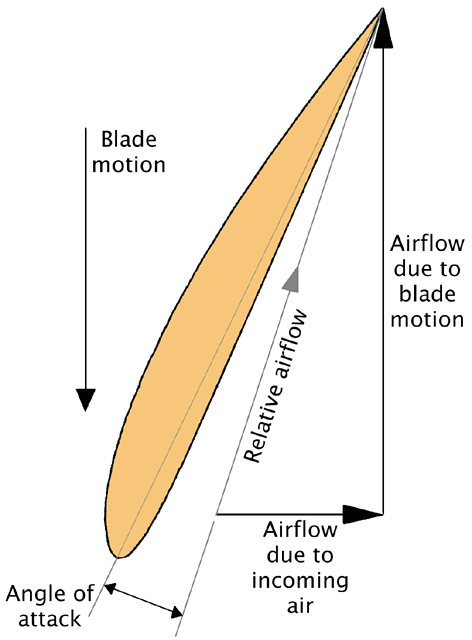 Blade
motion
Airflow
due to
blade
motion
Relative airflow
Airflow
due to
incoming
air
Angle of
attack